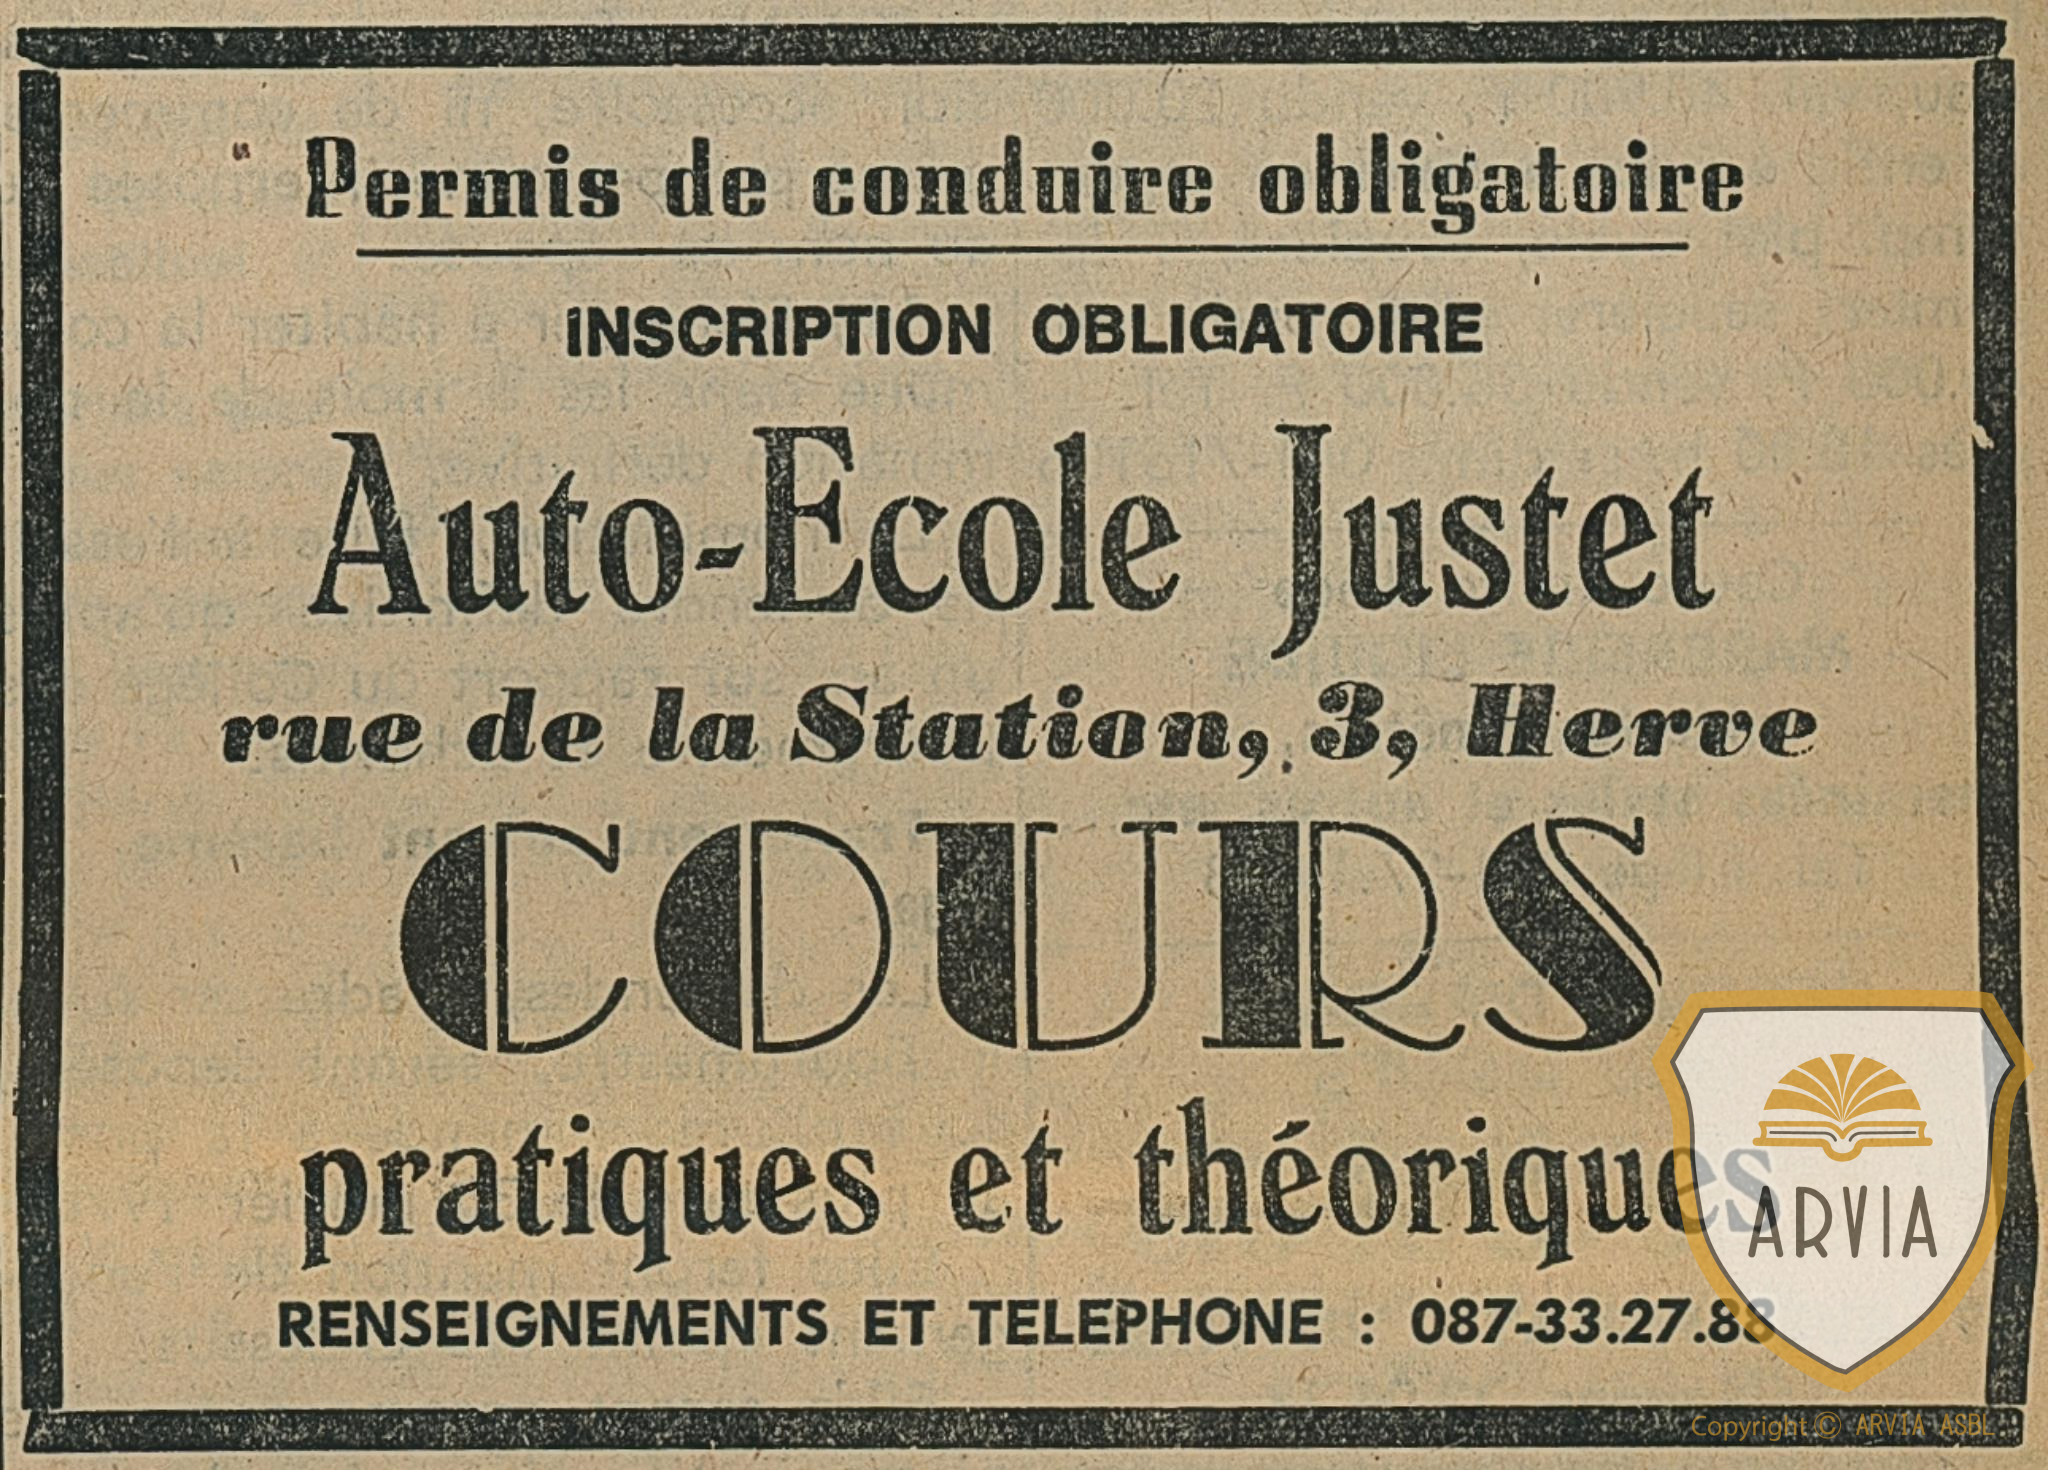 Permis de conduire obligatoire
INSCRIPTION OBLIGATOIRE
Auto-Ecole Justet
rue de la Station, 3, Herve
COURS
pratiques et théoriques
RENSEIGNEMENTS ET TELEPHONE : 087-33.27.88
ARVIA
Copyright © ARVIA ASBL